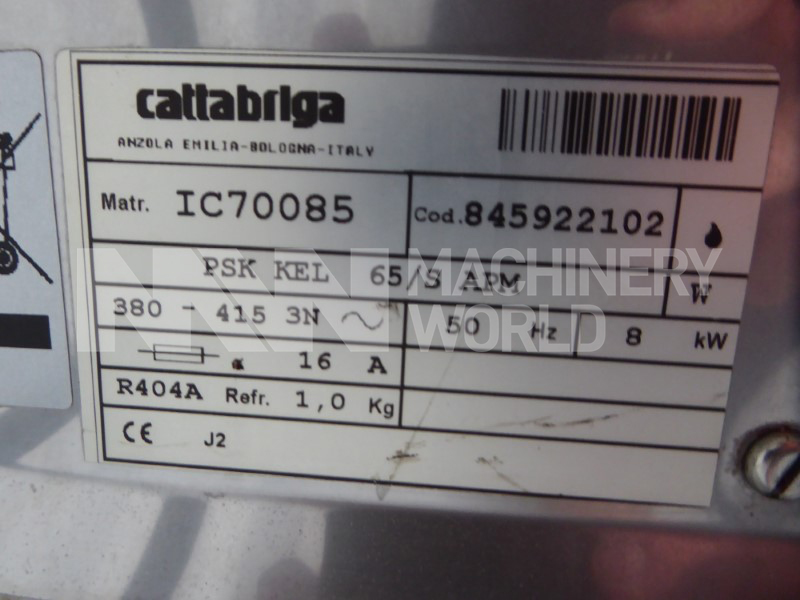 cattabriga
ANZOLA EMILIA-BOLOGNA-ITALY
Matr. IC70085 Cod. 845922102
PSK KEL 65/S APM W
380 - 415 3N 50 Hz 8 kW
16 A
R404A Refr. 1,0 Kg
CE J2
MACHINERY
WORLD